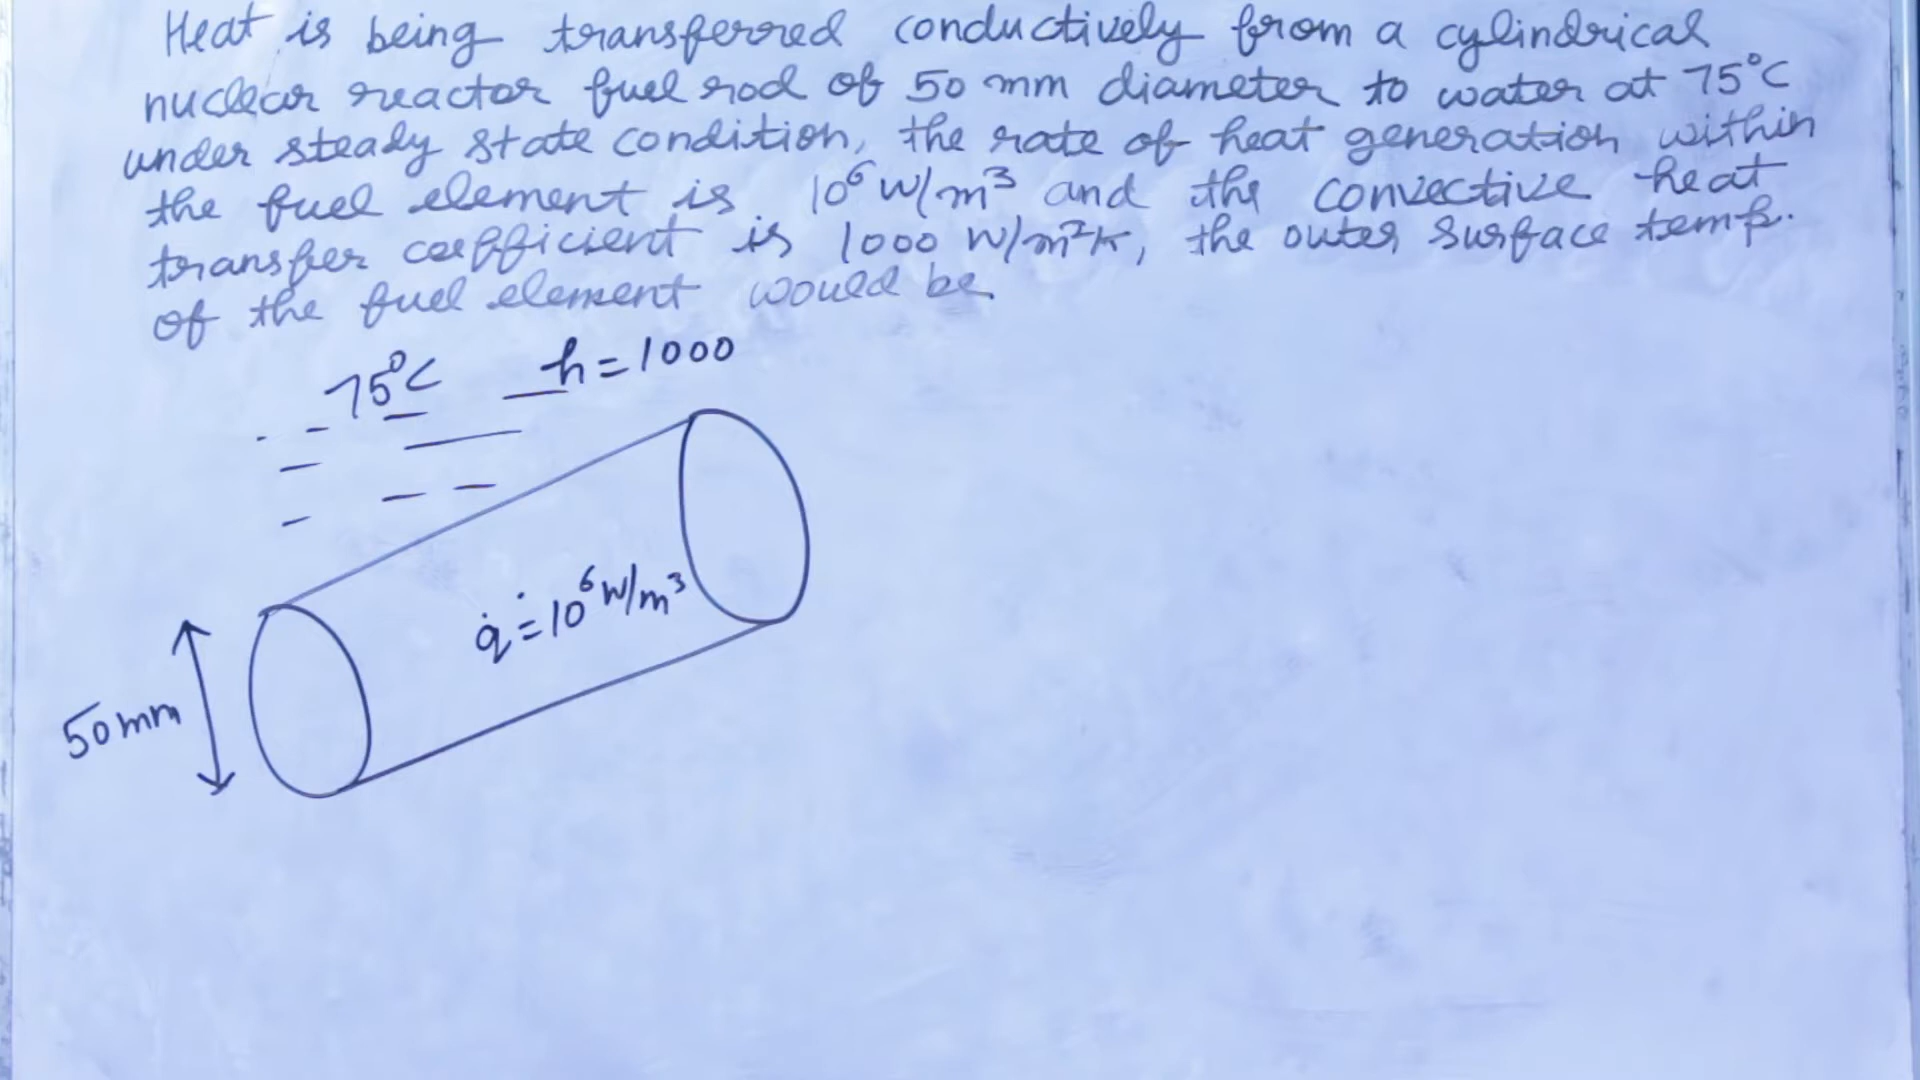 Heat is being transferred conductively from a cylindrical
nuclear reactor fuel rod of 50 mm diameter to water at 75°C
under steady state condition, the rate of heat generation within
the fuel element is 10⁶ W/m³ and the convective heat
transfer coefficient is 1000 W/m²K, the outer surface temp.
of the fuel element would be.
75°C h = 1000
q̇ = 10⁶ W/m³
50 mm